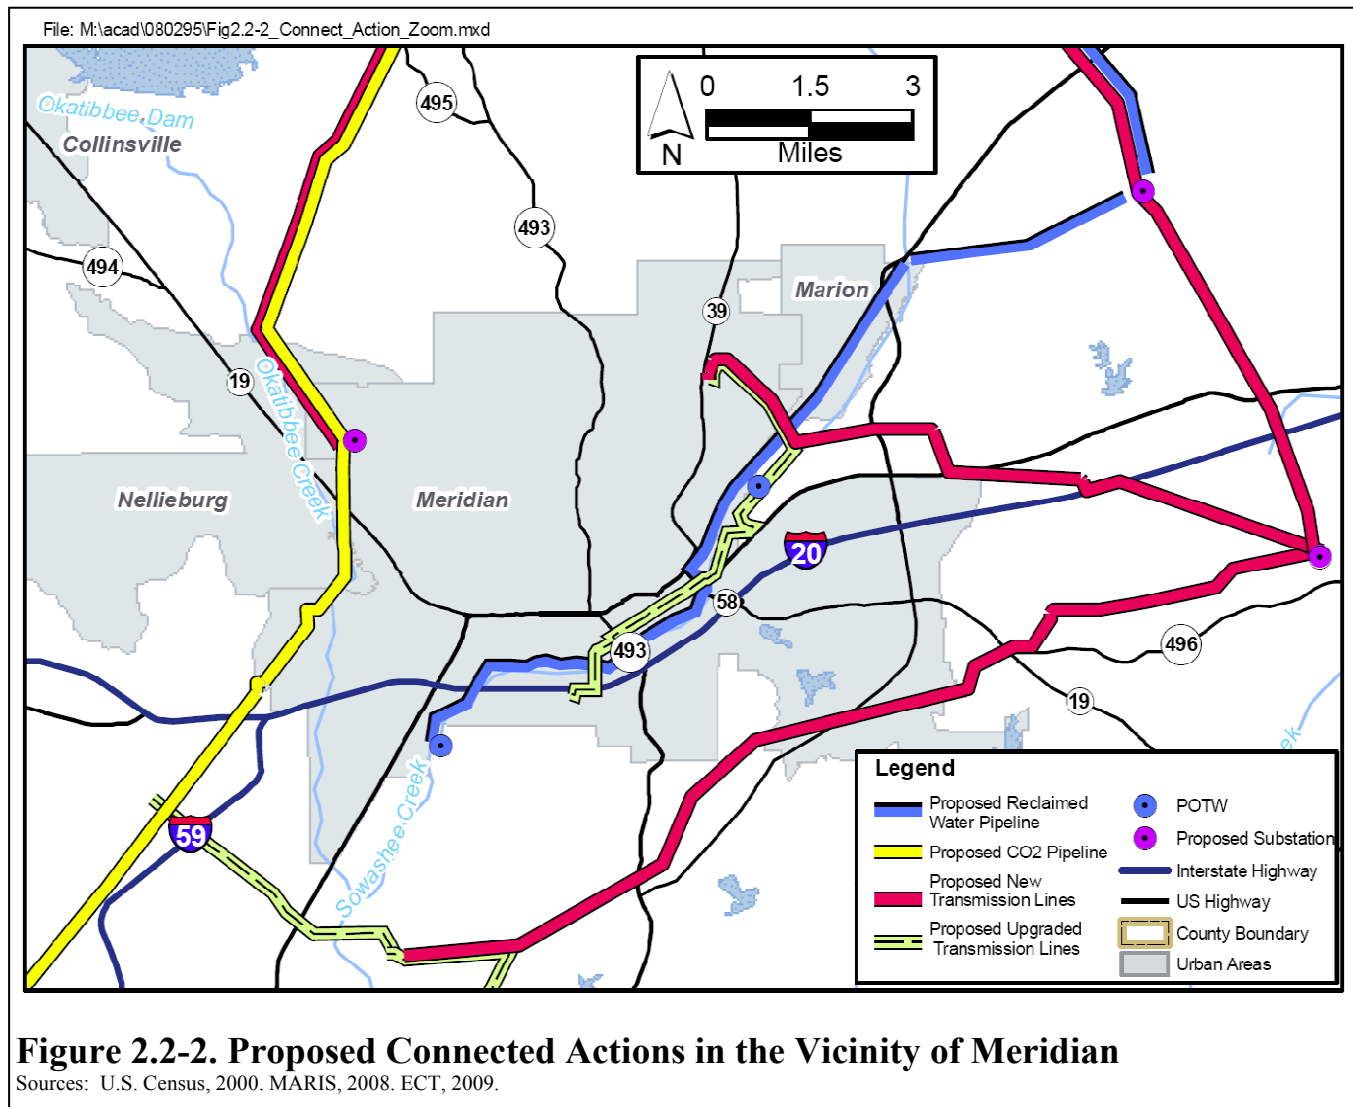 File: M:\acad\080295\Fig2.2-2_Connect_Action_Zoom.mxd
Okatibbee Dam
Collinsville
495
0 1.5 3
N
Miles
493
494
39
Marion
19
Okatibbee Creek
Nellieburg
Meridian
20
58
493
496
19
Sowashee Creek
59
ek
Legend
Proposed Reclaimed
Water Pipeline
Proposed CO2 Pipeline
Proposed New
Transmission Lines
Proposed Upgraded
Transmission Lines
POTW
Proposed Substation
Interstate Highway
US Highway
County Boundary
Urban Areas
Figure 2.2-2. Proposed Connected Actions in the Vicinity of Meridian
Sources: U.S. Census, 2000. MARIS, 2008. ECT, 2009.